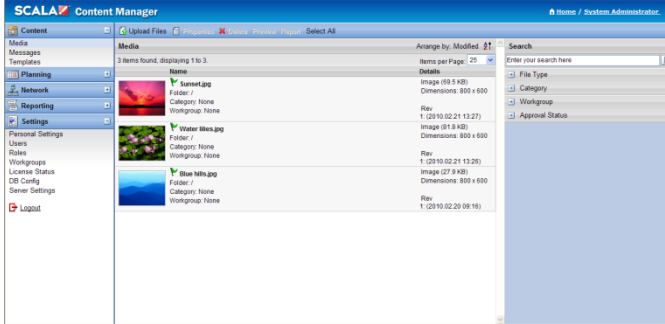 SCALA Content Manager
Home / System Administrator
Content
Media
Messages
Templates
Planning
Network
Reporting
Settings
Personal Settings
Users
Roles
Workgroups
License Status
DB Config
Server Settings
Logout
Upload Files Properties Delete Preview Report Select All
Media Arrange by: Modified
3 items found, displaying 1 to 3. Items per Page: 25
Name Details
Sunset.jpg
Folder: /
Category: None
Workgroup: None
Image (69.5 KB)
Dimensions: 800 x 600
Rev
1: (2010.02.21 13:27)
Water lilies.jpg
Folder: /
Category: None
Workgroup: None
Image (81.8 KB)
Dimensions: 800 x 600
Rev
1: (2010.02.21 13:26)
Blue hills.jpg
Folder: /
Category: None
Workgroup: None
Image (27.9 KB)
Dimensions: 800 x 600
Rev
1: (2010.02.20 09:16)
Search
Enter your search here
File Type
Category
Workgroup
Approval Status